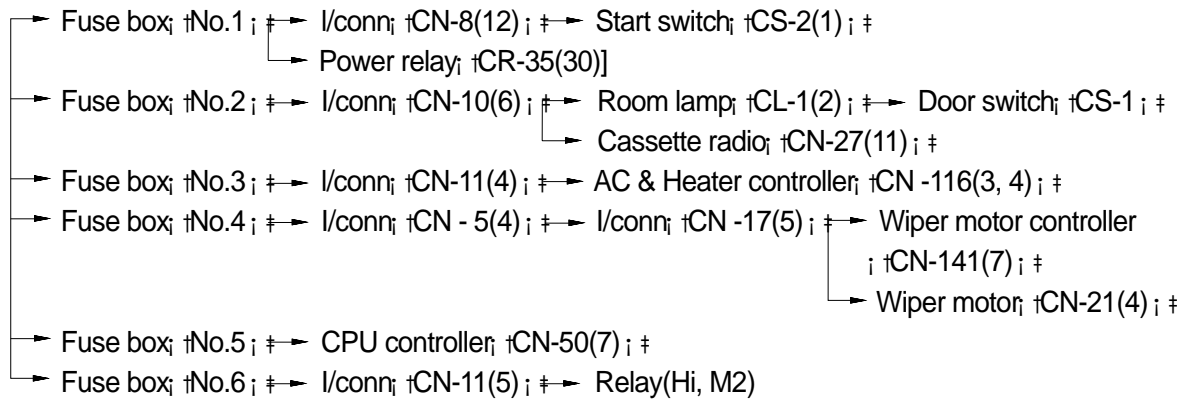 Fuse box¡ †No.1 ¡ ‡ I/conn¡ †CN-8(12) ¡ ‡ Start switch¡ †CS-2(1) ¡ ‡
Power relay¡ †CR-35(30)]
Fuse box¡ †No.2 ¡ ‡ I/conn¡ †CN-10(6) ¡ ‡ Room lamp¡ †CL-1(2) ¡ ‡ Door switch¡ †CS-1 ¡ ‡
Cassette radio¡ †CN-27(11) ¡ ‡
Fuse box¡ †No.3 ¡ ‡ I/conn¡ †CN-11(4) ¡ ‡ AC & Heater controller¡ †CN -116(3, 4) ¡ ‡
Fuse box¡ †No.4 ¡ ‡ I/conn¡ †CN - 5(4) ¡ ‡ I/conn¡ †CN -17(5) ¡ ‡ Wiper motor controller
¡ †CN-141(7) ¡ ‡
Wiper motor¡ †CN-21(4) ¡ ‡
Fuse box¡ †No.5 ¡ ‡ CPU controller¡ †CN-50(7) ¡ ‡
Fuse box¡ †No.6 ¡ ‡ I/conn¡ †CN-11(5) ¡ ‡ Relay(Hi, M2)